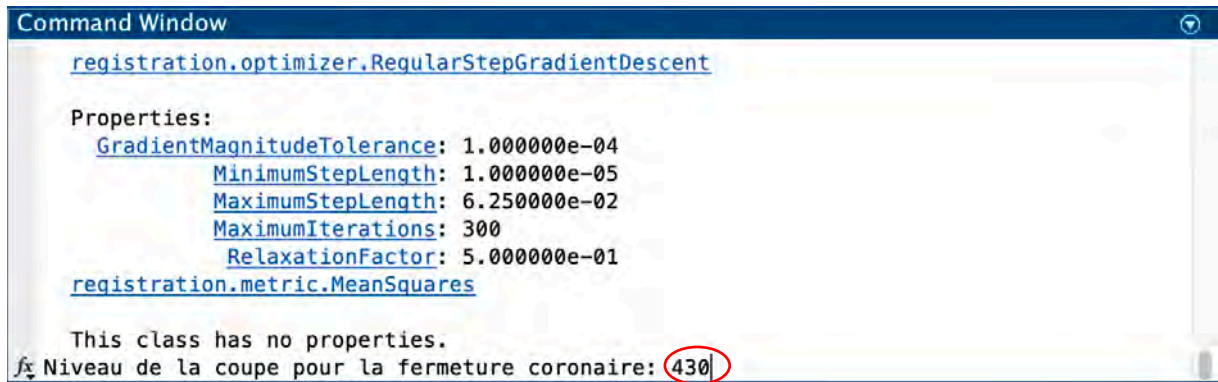 Command Window
registration.optimizer.RegularStepGradientDescent
Properties:
GradientMagnitudeTolerance: 1.000000e-04
MinimumStepLength: 1.000000e-05
MaximumStepLength: 6.250000e-02
MaximumIterations: 300
RelaxationFactor: 5.000000e-01
registration.metric.MeanSquares
This class has no properties.
fx Niveau de la coupe pour la fermeture coronaire: 430